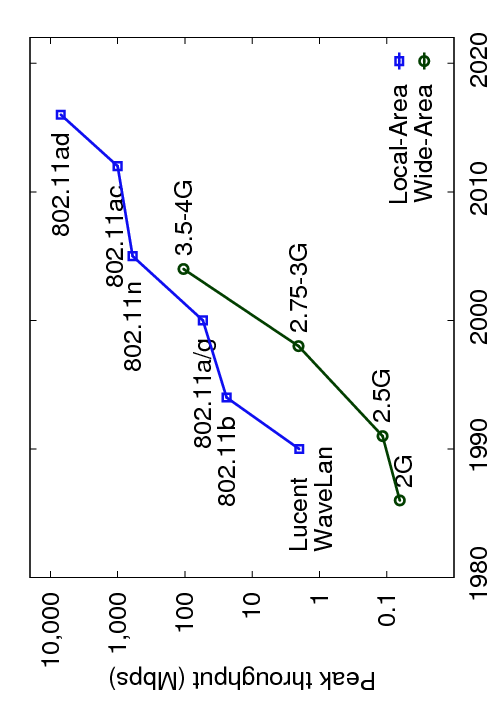 Peak throughput (Mbps)
10,000
1,000
100
10
1
0.1
1980
1990
2000
2010
2020
802.11ad
802.11ac
802.11n
802.11a/g
802.11b
Lucent
WaveLan
3.5-4G
2.75-3G
2.5G
2G
Local-Area
Wide-Area